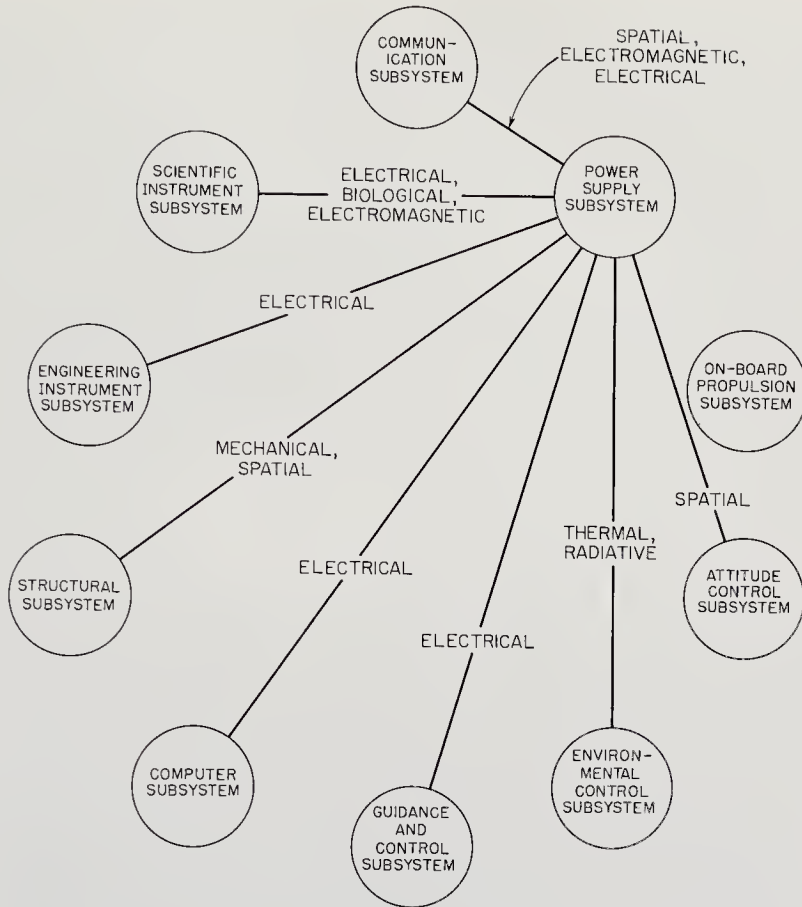 COMMUN-
ICATION
SUBSYSTEM
SPATIAL,
ELECTROMAGNETIC,
ELECTRICAL
SCIENTIFIC
INSTRUMENT
SUBSYSTEM
ELECTRICAL,
BIOLOGICAL,
ELECTROMAGNETIC
POWER
SUPPLY
SUBSYSTEM
ELECTRICAL
ENGINEERING
INSTRUMENT
SUBSYSTEM
ON-BOARD
PROPULSION
SUBSYSTEM
MECHANICAL,
SPATIAL
SPATIAL
THERMAL,
RADIATIVE
STRUCTURAL
SUBSYSTEM
ELECTRICAL
ATTITUDE
CONTROL
SUBSYSTEM
ELECTRICAL
COMPUTER
SUBSYSTEM
GUIDANCE
AND
CONTROL
SUBSYSTEM
ENVIRON-
MENTAL
CONTROL
SUBSYSTEM